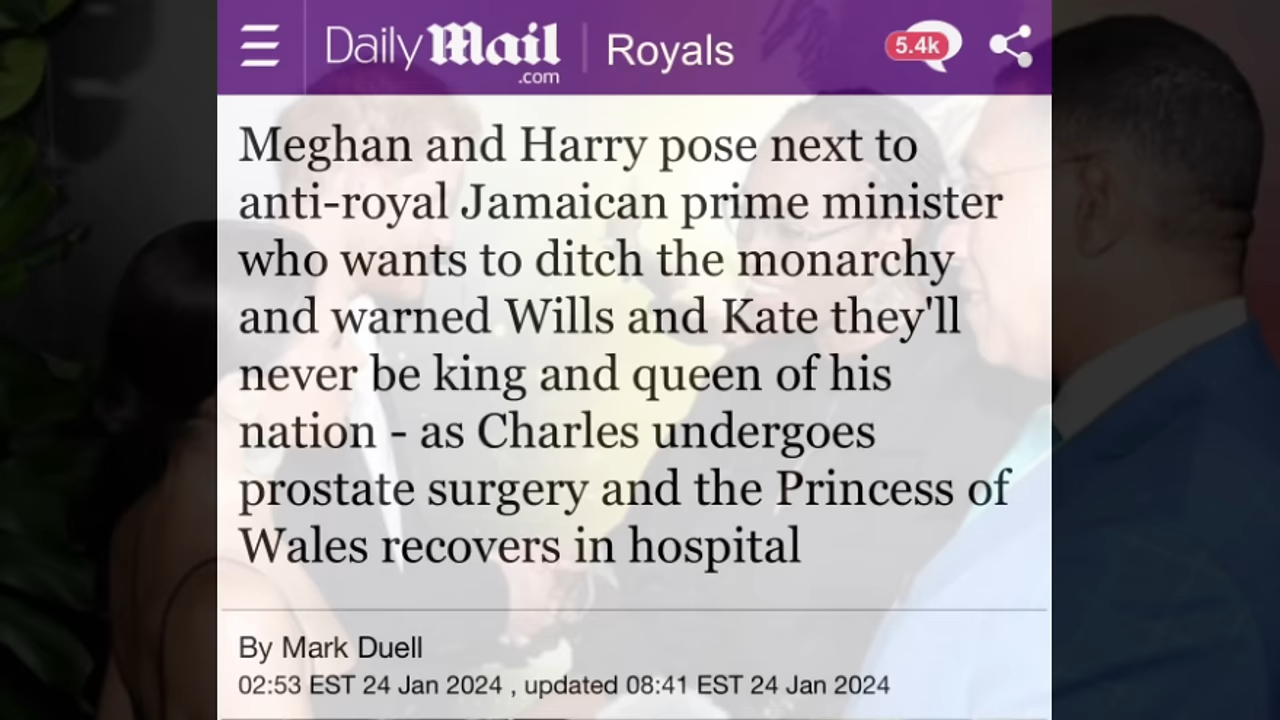 Daily Mail .com | Royals 5.4k
Meghan and Harry pose next to
anti-royal Jamaican prime minister
who wants to ditch the monarchy
and warned Wills and Kate they'll
never be king and queen of his
nation - as Charles undergoes
prostate surgery and the Princess of
Wales recovers in hospital
By Mark Duell
02:53 EST 24 Jan 2024 , updated 08:41 EST 24 Jan 2024